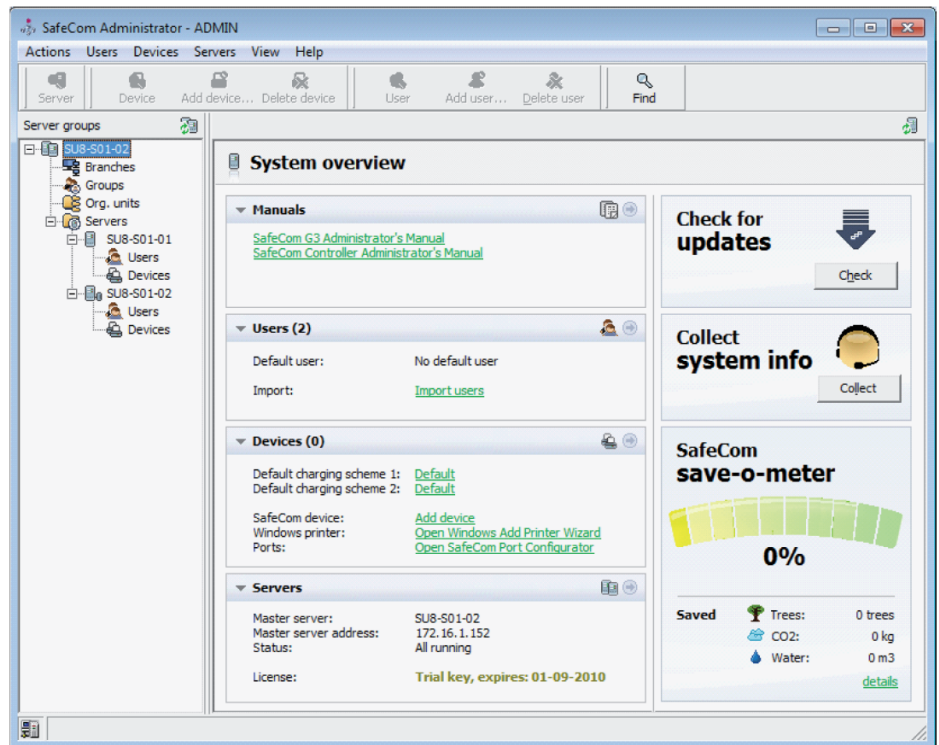 SafeCom Administrator - ADMIN
Actions Users Devices Servers View Help
Server Device Add device... Delete device User Add user... Delete user Find
Server groups
SU8-S01-02
Branches
Groups
Org. units
Servers
SU8-S01-01
Users
Devices
SU8-S01-02
Users
Devices
System overview
Manuals
SafeCom G3 Administrator's Manual
SafeCom Controller Administrator's Manual
Users (2)
Default user: No default user
Import: Import users
Devices (0)
Default charging scheme 1: Default
Default charging scheme 2: Default
SafeCom device: Add device
Windows printer: Open Windows Add Printer Wizard
Ports: Open SafeCom Port Configurator
Servers
Master server: SU8-S01-02
Master server address: 172.16.1.152
Status: All running
License: Trial key, expires: 01-09-2010
Check for
updates
Check
Collect
system info
Collect
SafeCom
save-o-meter
0%
Saved Trees: 0 trees
CO2: 0 kg
Water: 0 m3
details